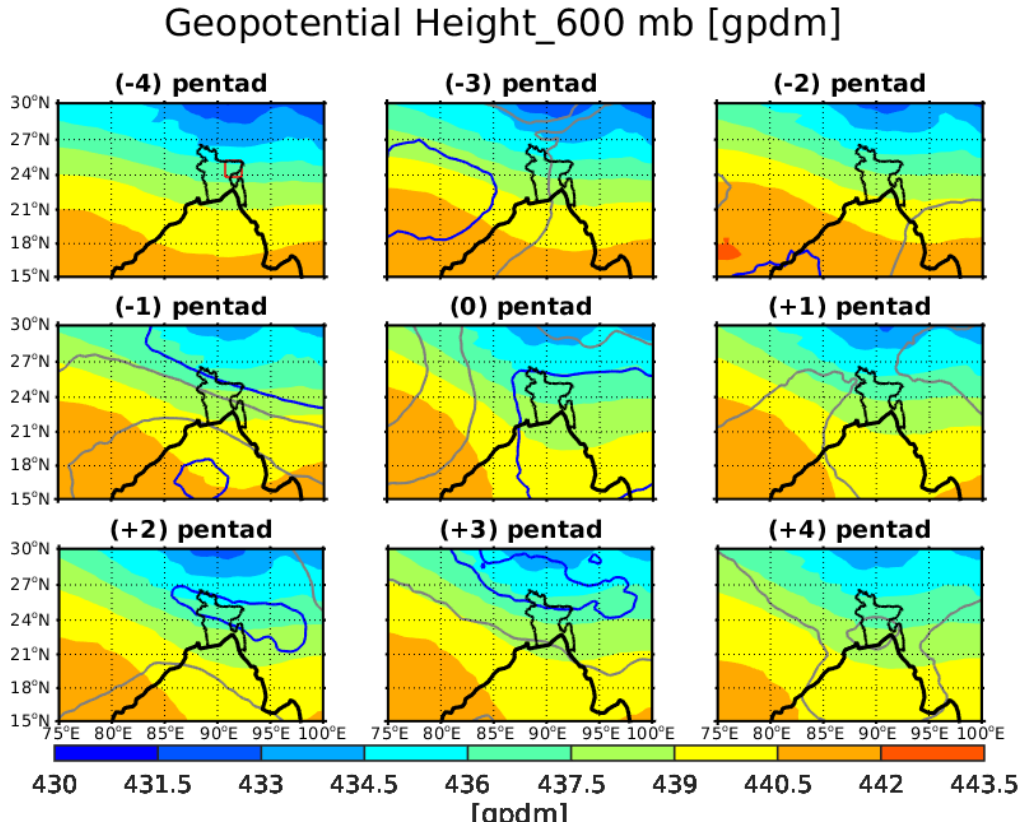 Geopotential Height_600 mb [gpdm]
(-4) pentad
(-3) pentad
(-2) pentad
30°N
27°N
24°N
21°N
18°N
15°N
(-1) pentad
(0) pentad
(+1) pentad
30°N
27°N
24°N
21°N
18°N
15°N
(+2) pentad
(+3) pentad
(+4) pentad
30°N
27°N
24°N
21°N
18°N
15°N
75°E 80°E 85°E 90°E 95°E 100°E
75°E 80°E 85°E 90°E 95°E 100°E
75°E 80°E 85°E 90°E 95°E 100°E
430 431.5 433 434.5 436 437.5 439 440.5 442 443.5
[gpdm]